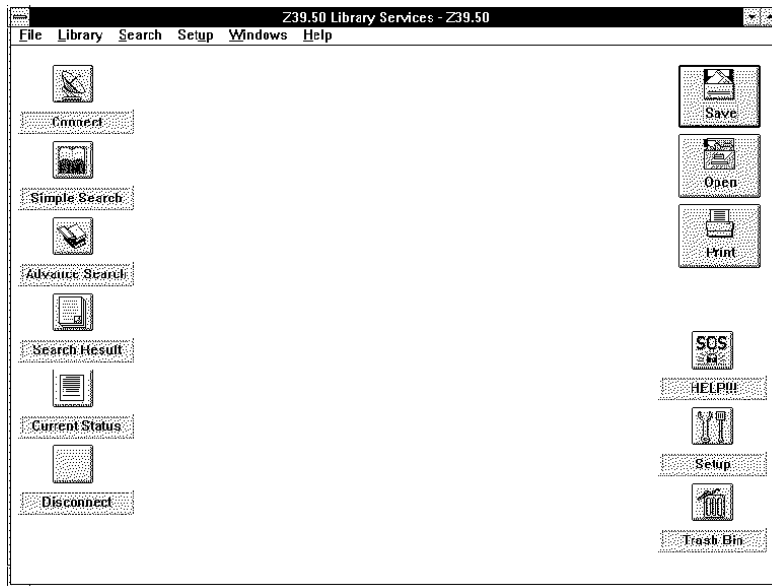 Z39.50 Library Services - Z39.50
File Library Search Setup Windows Help
Connect
Simple Search
Advance Search
Search Result
Current Status
Disconnect
Save
Open
Print
SOS
HELP!!!
Setup
Trash Bin